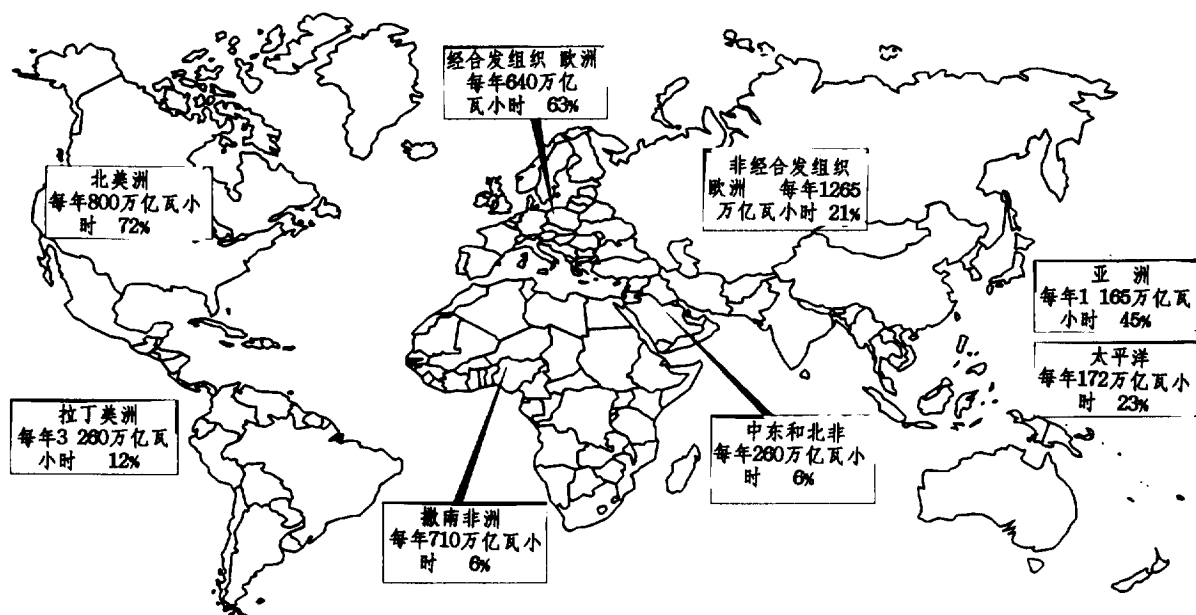 经合发组织 欧洲
每年640万亿
瓦小时 63%
北美洲
每年800万亿瓦小
时 72%
非经合发组织
欧洲 每年1265
万亿瓦小时 21%
亚 洲
每年1 165万亿瓦
小时 45%
太平洋
每年172万亿瓦小
时 23%
拉丁美洲
每年3 260万亿瓦
小时 12%
中东和北非
每年260万亿瓦小
时 6%
撒南非洲
每年710万亿瓦小
时 6%